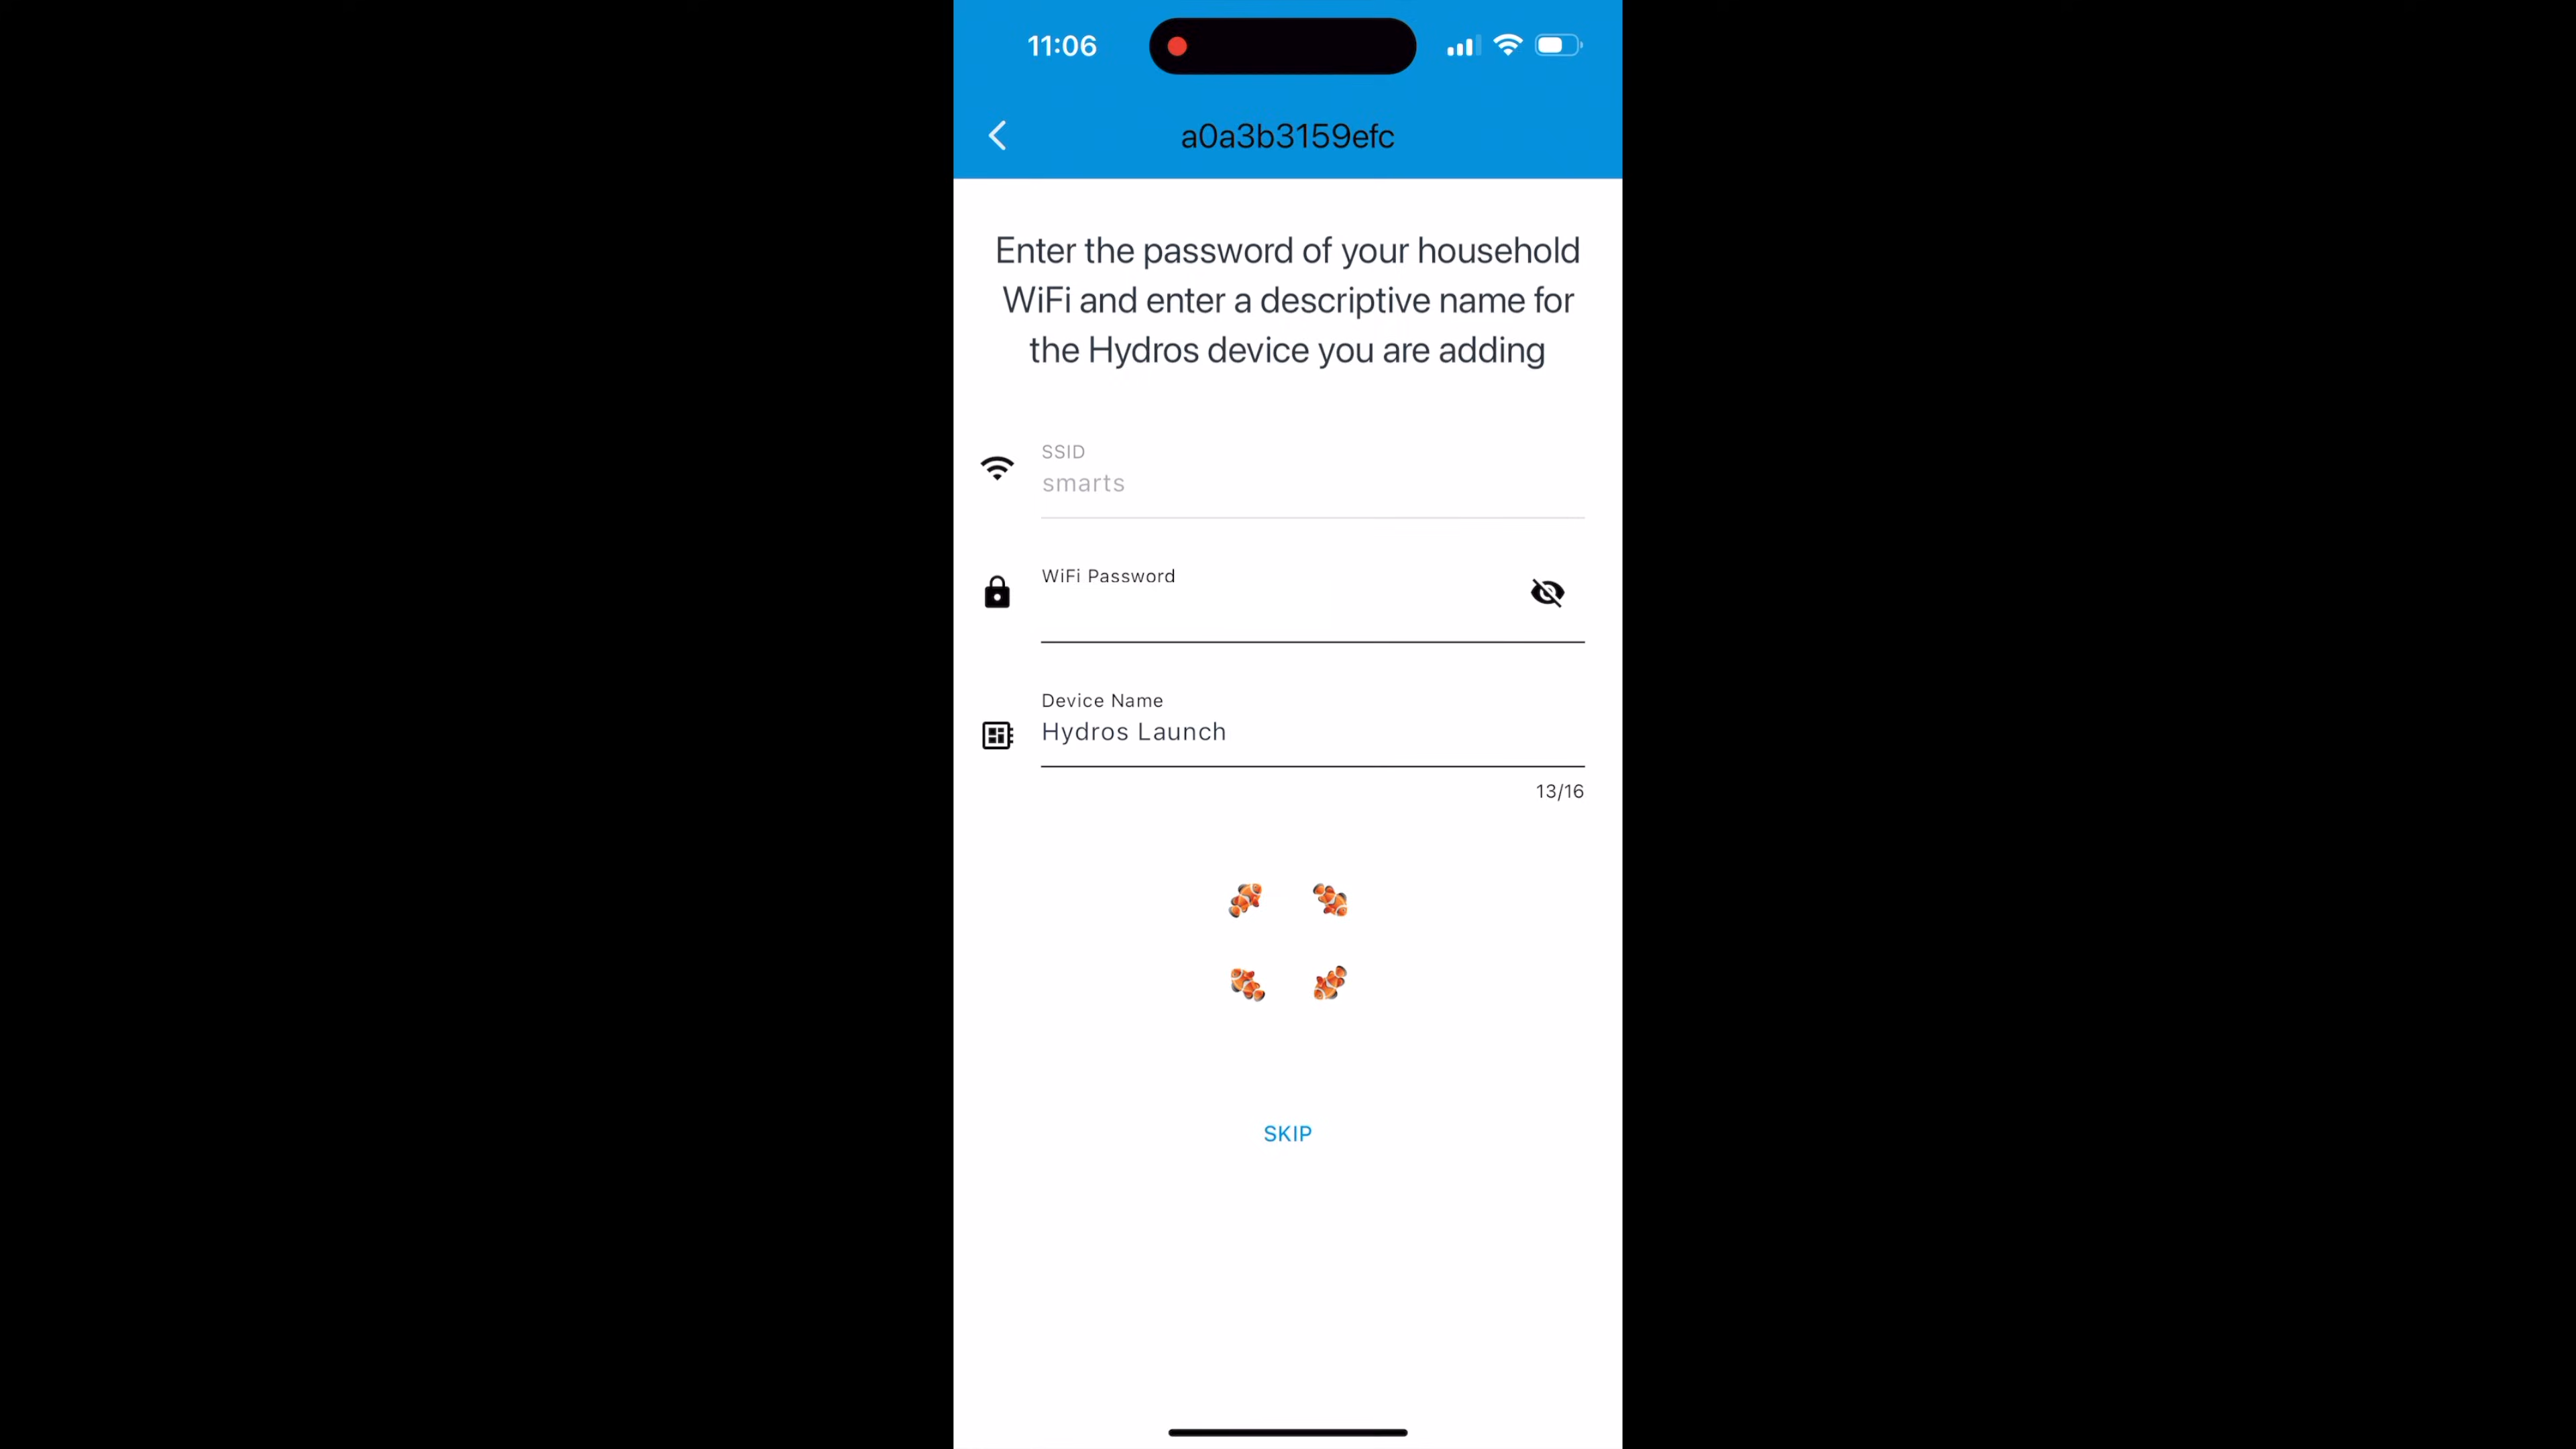 11:06
a0a3b3159efc
Enter the password of your household
WiFi and enter a descriptive name for
the Hydros device you are adding
SSID
smarts
WiFi Password
Device Name
Hydros Launch
13/16
SKIP